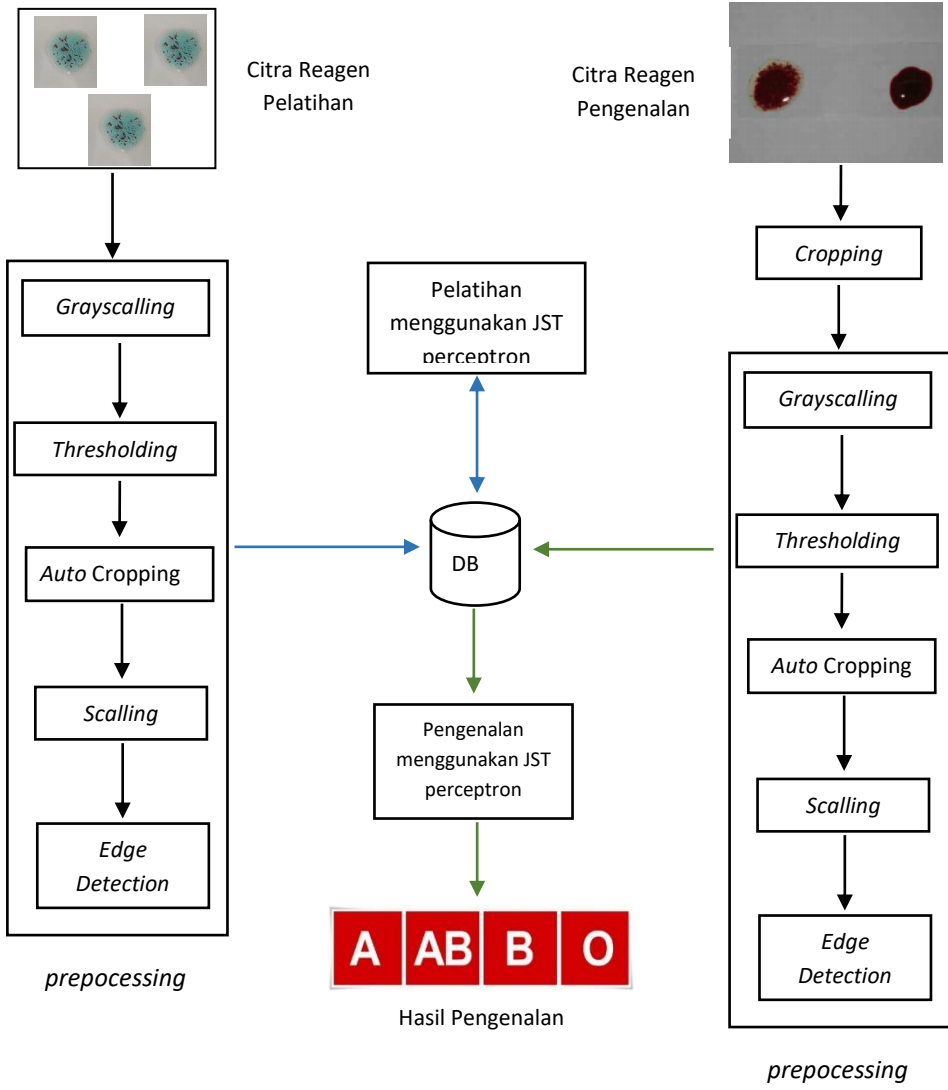 Citra Reagen
Pelatihan
Citra Reagen
Pengenalan
Grayscalling
Thresholding
Auto Cropping
Scalling
Edge
Detection
prepocessing
Pelatihan
menggunakan JST
perceptron
DB
Pengenalan
menggunakan JST
perceptron
A AB B O
Hasil Pengenalan
Cropping
Grayscalling
Thresholding
Auto Cropping
Scalling
Edge
Detection
prepocessing